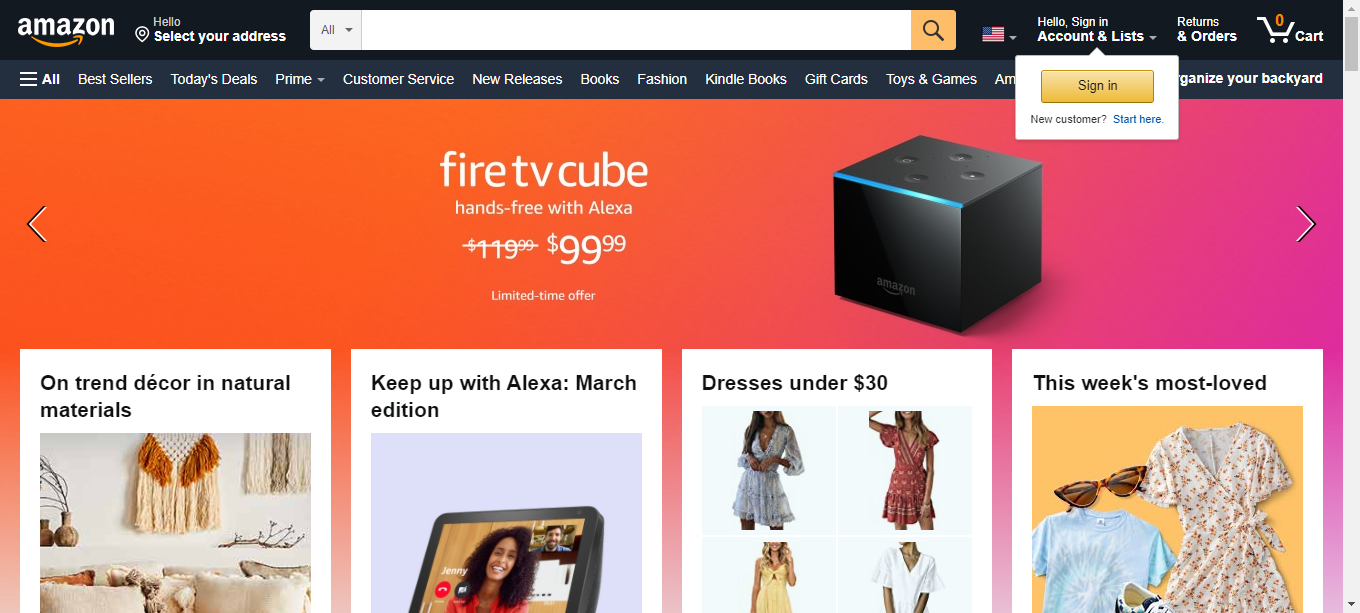 amazon
Hello
Select your address
All
Hello, Sign in
Account & Lists
Returns
& Orders
0
Cart
All
Best Sellers
Today's Deals
Prime
Customer Service
New Releases
Books
Fashion
Kindle Books
Gift Cards
Toys & Games
Am
rganize your backyard
Sign in
New customer? Start here.
fire tv cube
hands-free with Alexa
$119.99 $99.99
Limited-time offer
amazon
On trend décor in natural
materials
Keep up with Alexa: March
edition
Dresses under $30
This week's most-loved
Jenny